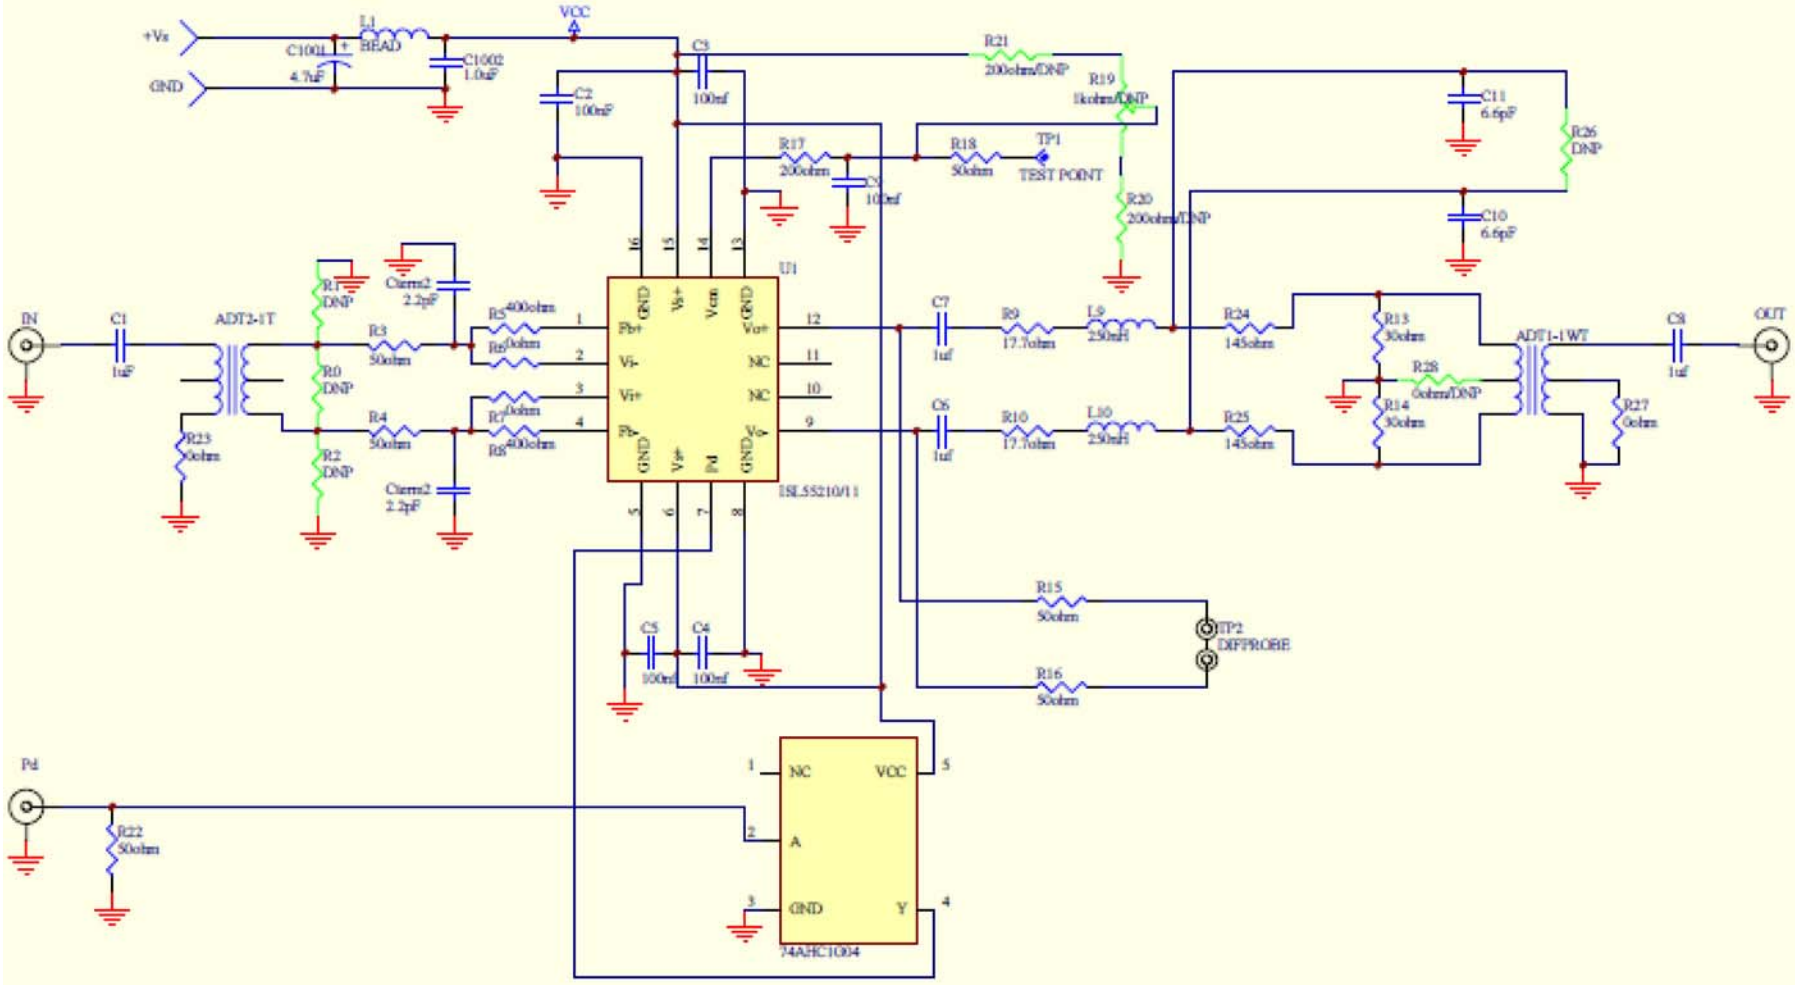 VCC
+Vs
L1
BEAD
C1001
+
4.7uF
C1002
1.0uF
GND
C3
100nf
C2
100nF
R21
200ohm/DNP
R19
1kohm/DNP
C11
6.6pF
R26
DNP
R17
200ohm
R18
50ohm
TP1
TEST POINT
100nf
R20
200ohm/DNP
C10
6.6pF
16
15
14
13
U1
GND
Vs+
Vcm
GND
IN
C1
1uF
ADT2-1T
R1
DNP
R0
DNP
R2
DNP
R23
0ohm
R3
50ohm
R4
50ohm
Cterm2
2.2pF
Cterm2
2.2pF
R5
400ohm
R6
0ohm
0ohm
R7
R8
400ohm
1
Fb+
2
Vi-
3
Vi+
4
Fb-
Vo+
12
NC
11
NC
10
Vo-
9
GND
Vs+
Pd
GND
5
6
7
8
ISL55210/11
C7
1uf
R9
17.7ohm
L9
250nH
R24
145ohm
C6
1uf
R10
17.7ohm
L10
250nH
R25
145ohm
R13
30ohm
R28
0ohm/DNP
R14
30ohm
ADT1-1WT
C8
1uf
OUT
R27
0ohm
R15
50ohm
TP2
DIFFPROBE
R16
50ohm
C5
100nf
C4
100nf
Pd
R22
50ohm
1
NC
VCC
5
2
A
3
GND
Y
4
74AHC1G04